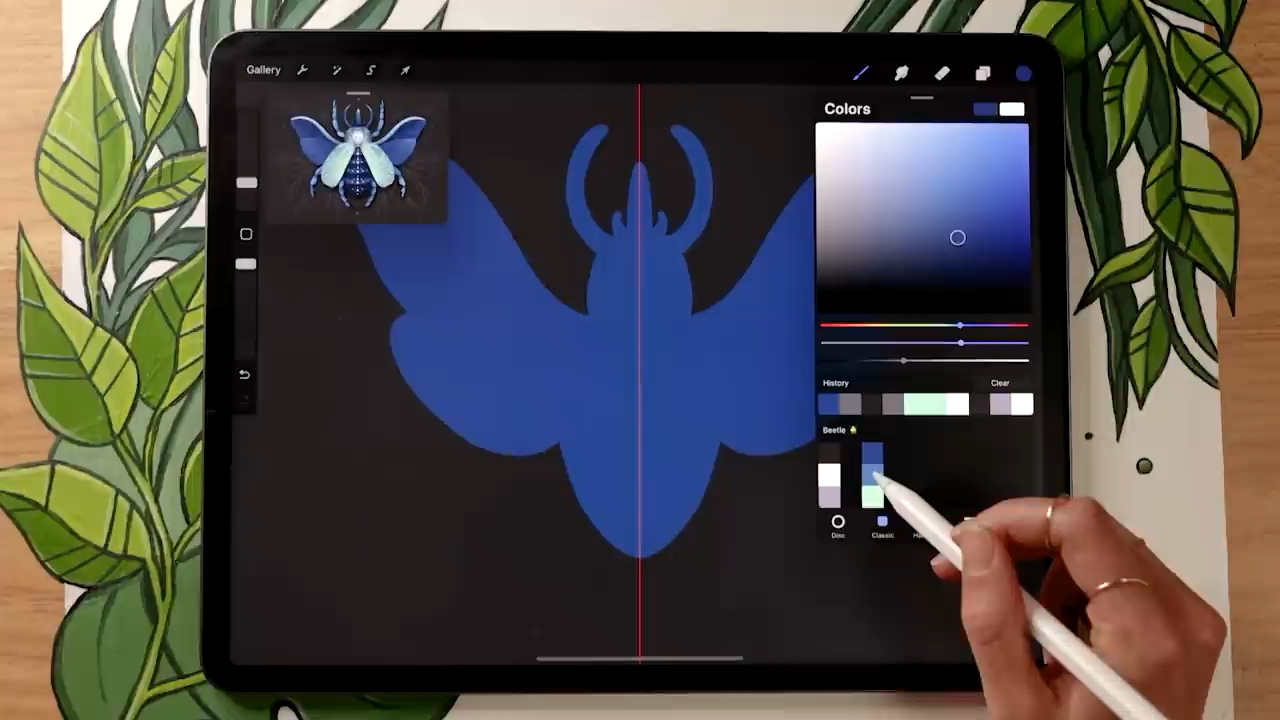 Gallery
Colors
History Clear
Beetle
Disc Classic